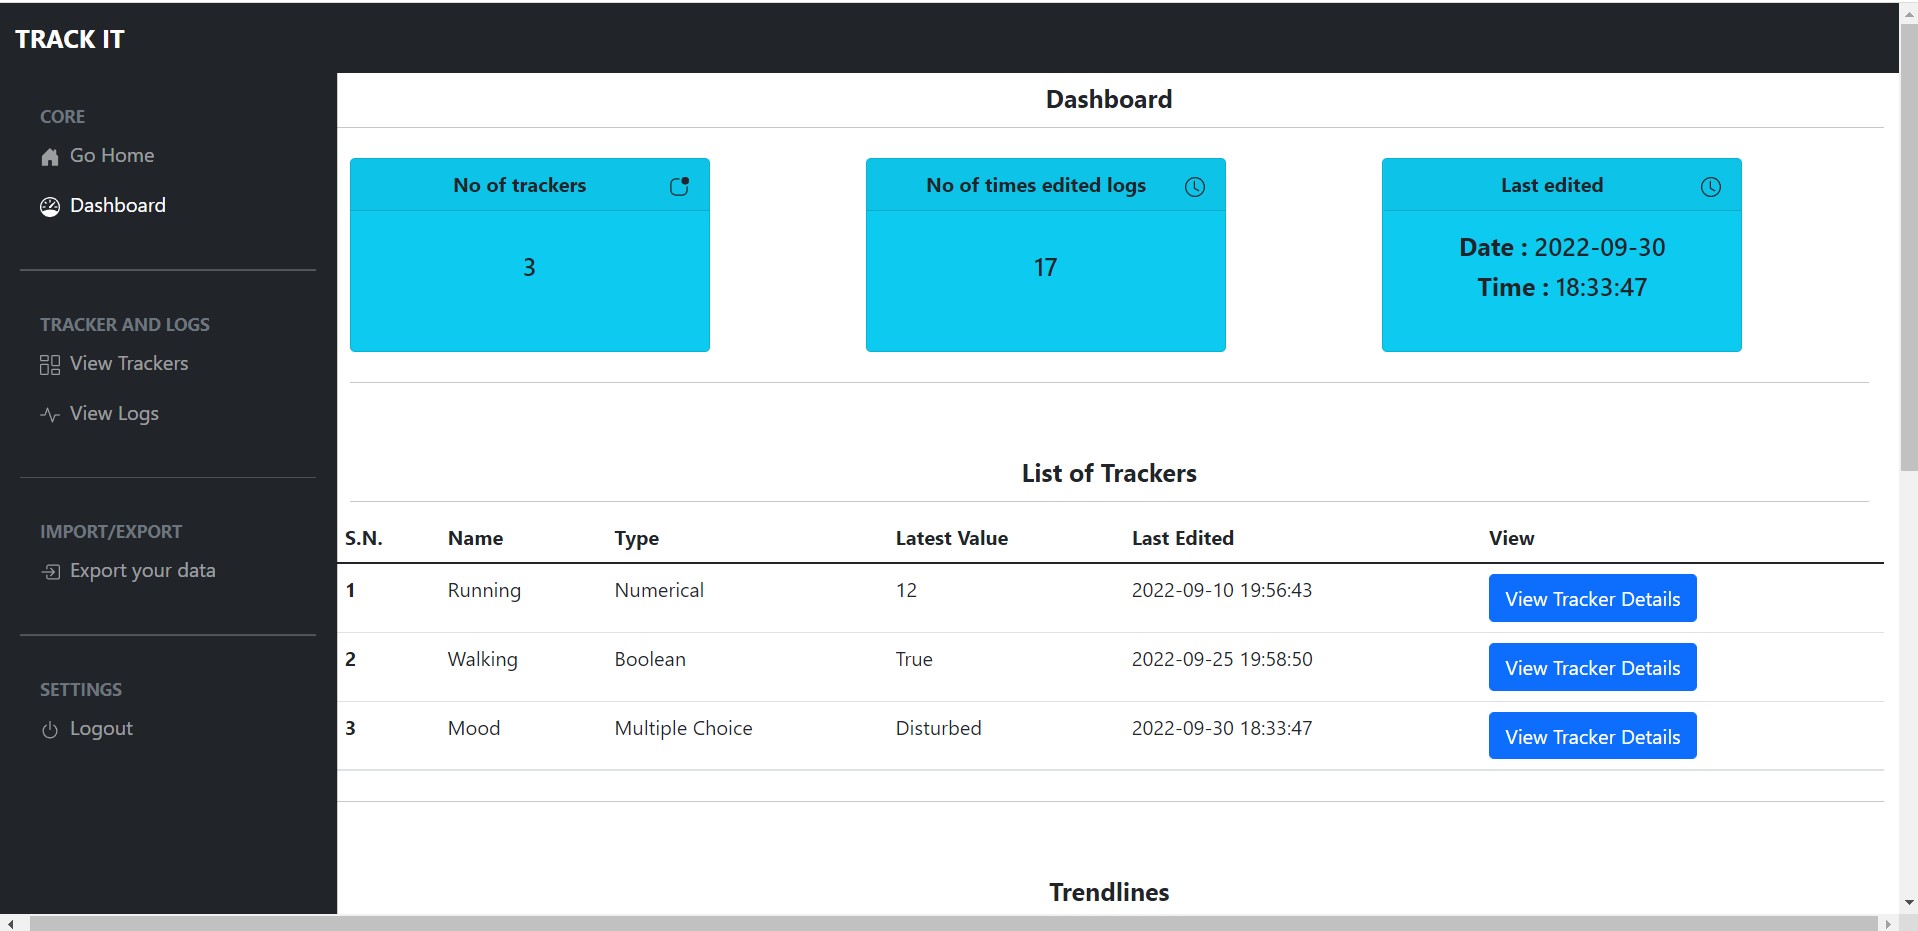 TRACK IT
CORE
Go Home
Dashboard
TRACKER AND LOGS
View Trackers
View Logs
IMPORT/EXPORT
Export your data
SETTINGS
Logout
Dashboard
No of trackers
3
No of times edited logs
17
Last edited
Date : 2022-09-30
Time : 18:33:47
List of Trackers
S.N. Name Type Latest Value Last Edited View
1 Running Numerical 12 2022-09-10 19:56:43 View Tracker Details
2 Walking Boolean True 2022-09-25 19:58:50 View Tracker Details
3 Mood Multiple Choice Disturbed 2022-09-30 18:33:47 View Tracker Details
Trendlines